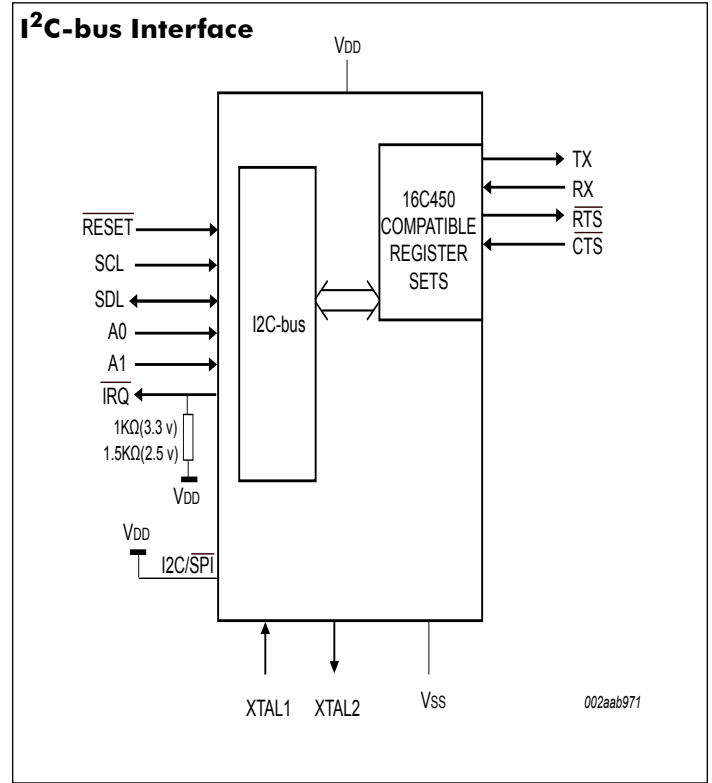 I²C-bus Interface
VDD
TX
RX
RTS
CTS
16C450
COMPATIBLE
REGISTER
SETS
RESET
SCL
SDL
A0
A1
IRQ
I2C-bus
1KΩ(3.3 v)
1.5KΩ(2.5 v)
VDD
VDD
I2C/SPI
XTAL1
XTAL2
VSS
002aab971